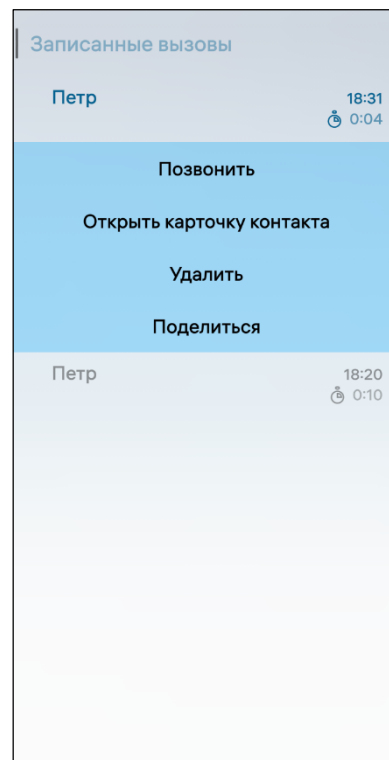 Записанные вызовы
Петр 18:31
0:04
Позвонить
Открыть карточку контакта
Удалить
Поделиться
Петр 18:20
0:10